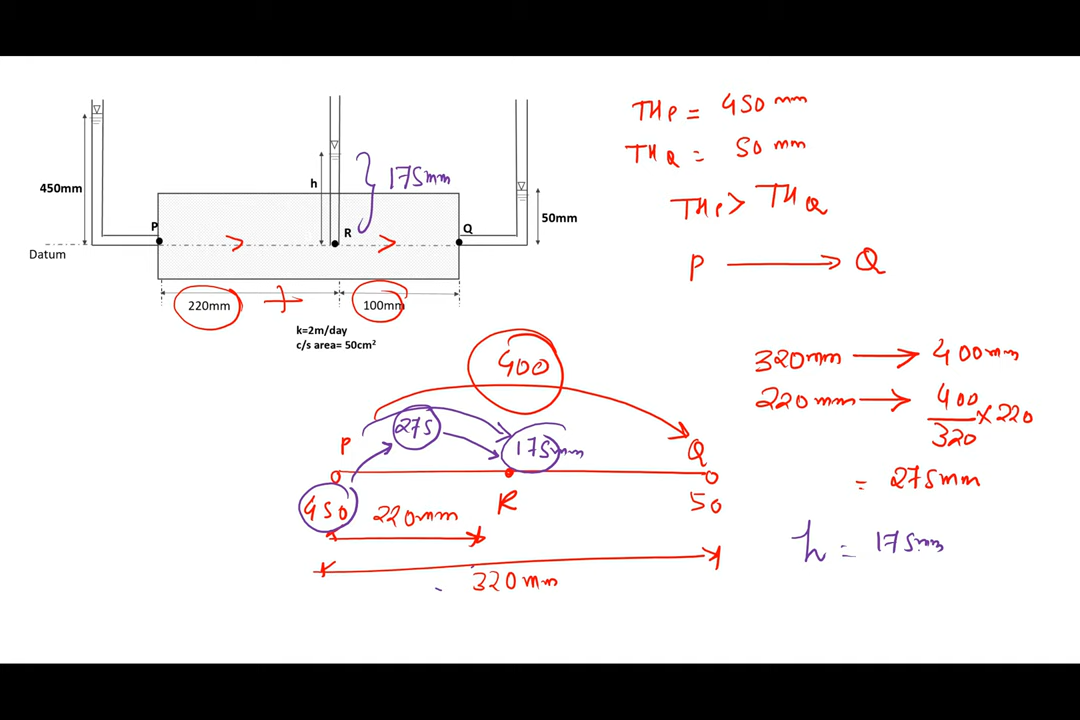 THP = 450 mm
175mm
h
450mm
THQ = 50 mm
THP > THQ
P
R
Q
50mm
Datum
P → Q
220mm + 100mm
k=2m/day
c/s area= 50cm²
400
320mm → 400mm
220mm → 400/320 × 220
275
P
175mm
Q
= 275mm
450
220mm
R
50
h = 175mm
320mm